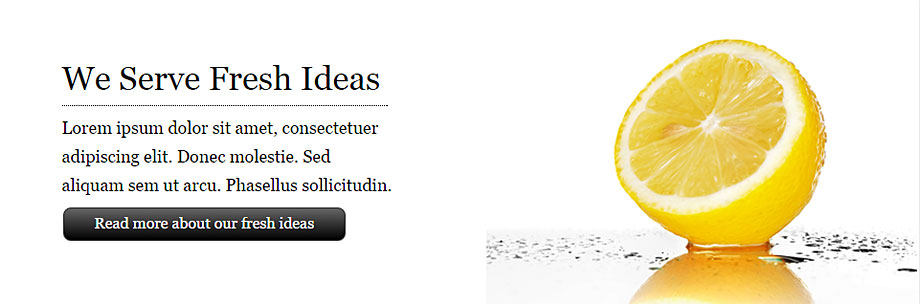 We Serve Fresh Ideas
Lorem ipsum dolor sit amet, consectetuer
adipiscing elit. Donec molestie. Sed
aliquam sem ut arcu. Phasellus sollicitudin.
Read more about our fresh ideas